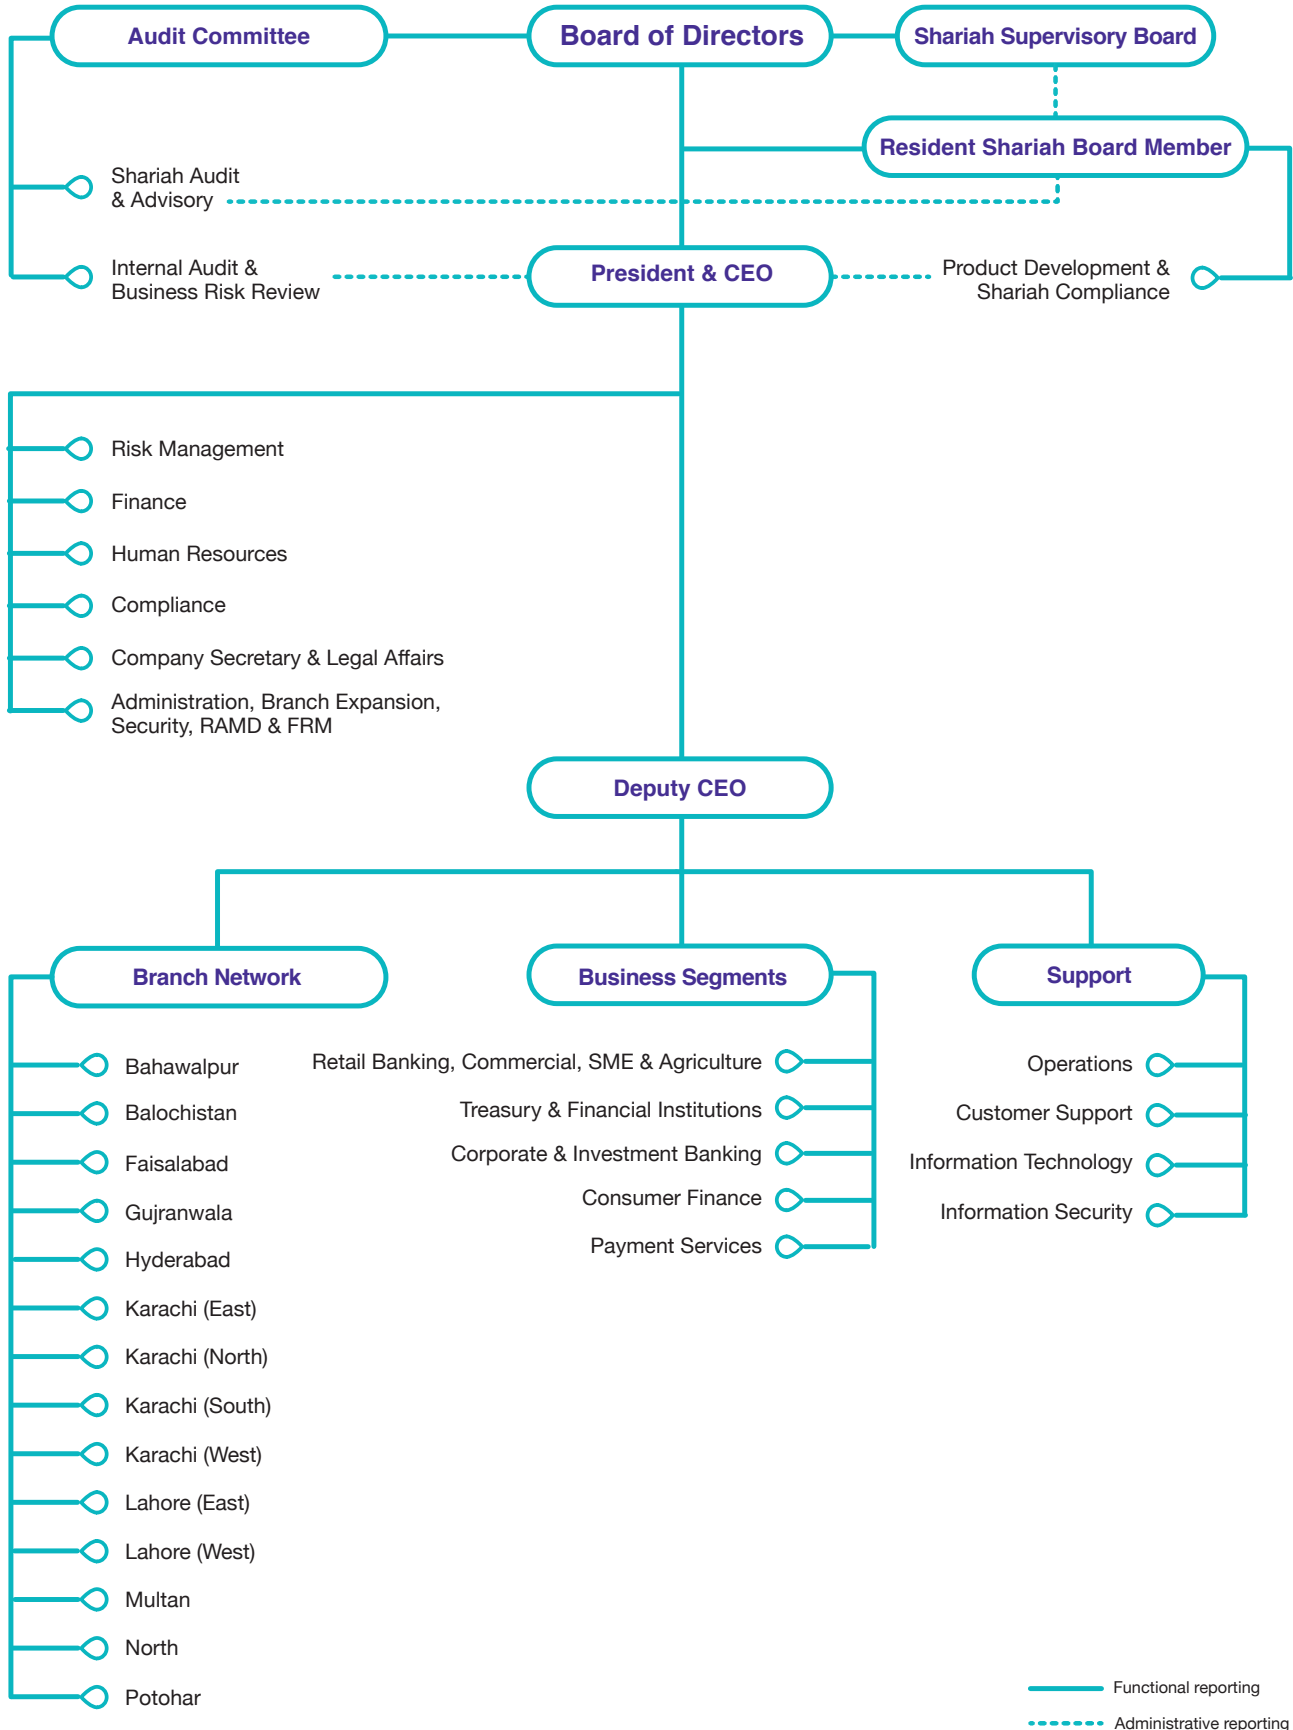 Audit Committee
Board of Directors
Shariah Supervisory Board
Resident Shariah Board Member
Shariah Audit
& Advisory
Internal Audit &
Business Risk Review
President & CEO
Product Development &
Shariah Compliance
Risk Management
Finance
Human Resources
Compliance
Company Secretary & Legal Affairs
Administration, Branch Expansion,
Security, RAMD & FRM
Deputy CEO
Branch Network
Bahawalpur
Balochistan
Faisalabad
Gujranwala
Hyderabad
Karachi (East)
Karachi (North)
Karachi (South)
Karachi (West)
Lahore (East)
Lahore (West)
Multan
North
Potohar
Business Segments
Retail Banking, Commercial, SME & Agriculture
Treasury & Financial Institutions
Corporate & Investment Banking
Consumer Finance
Payment Services
Support
Operations
Customer Support
Information Technology
Information Security
Functional reporting
Administrative reporting